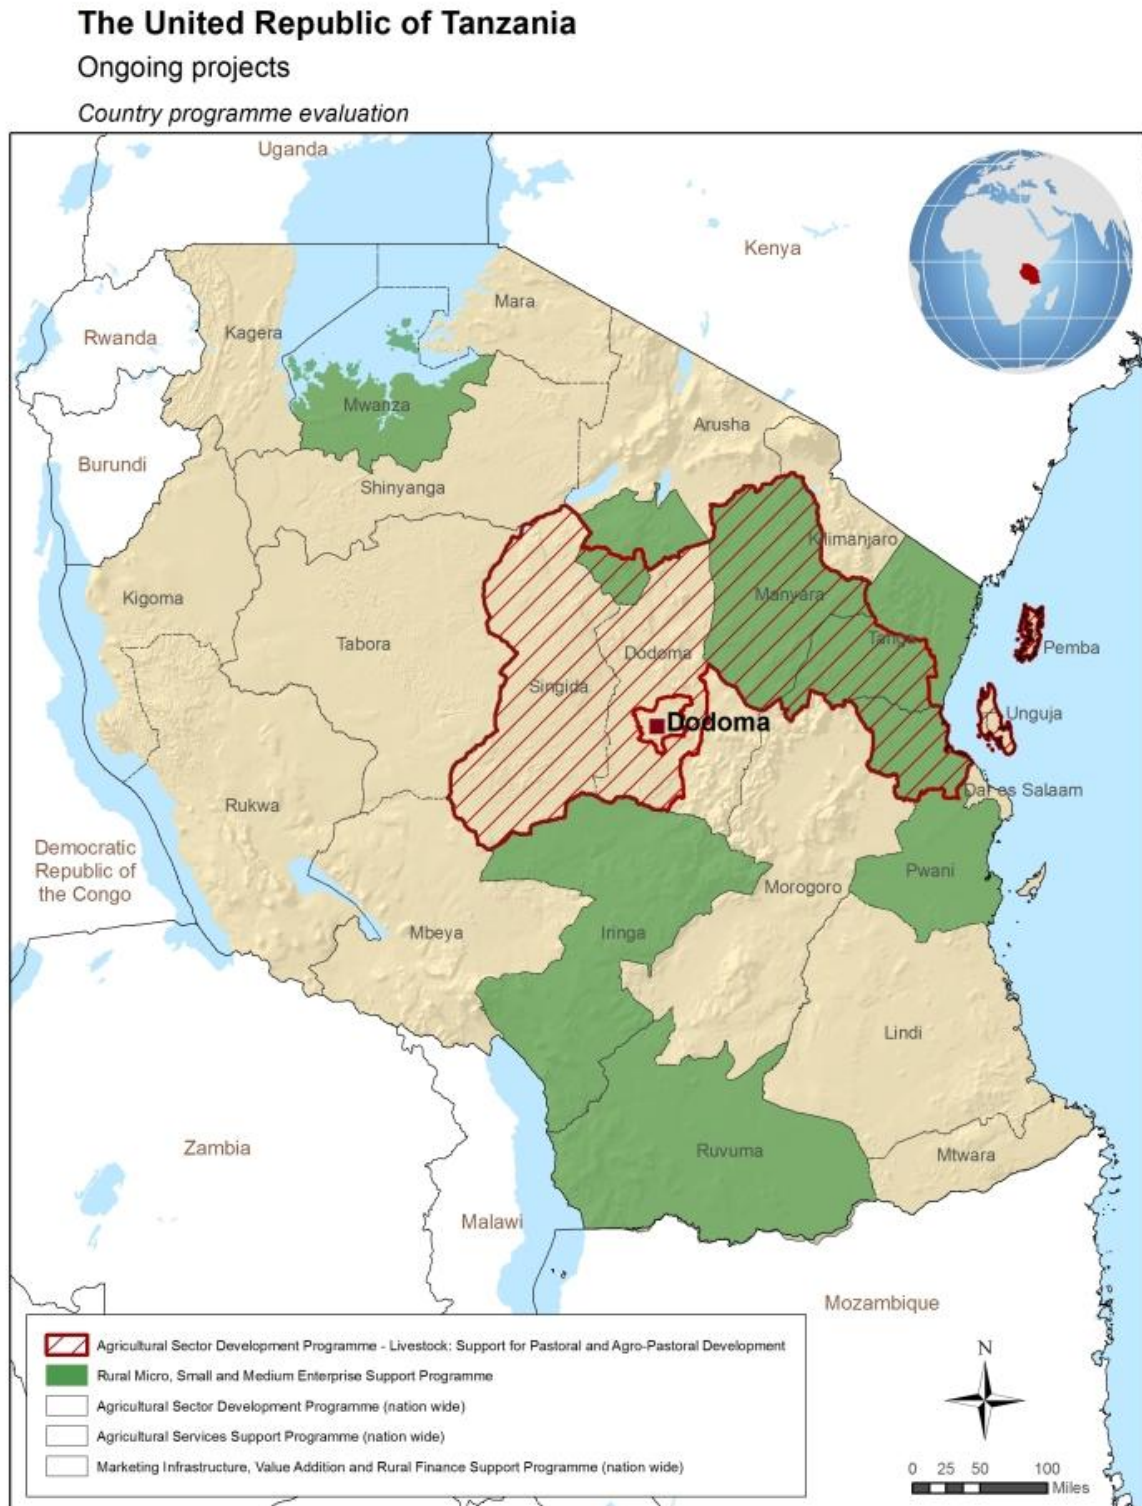 The United Republic of Tanzania
Ongoing projects
Country programme evaluation
Uganda
Kenya
Mara
Rwanda
Kagera
Mwanza
Arusha
Burundi
Shinyanga
Kilimanjaro
Kigoma
Manyara
Tabora
Dodoma
Tanga
Pemba
Singida
Dodoma
Unguja
Rukwa
Dar es Salaam
Democratic
Republic of
the Congo
Pwani
Morogoro
Mbeya
Iringa
Lindi
Zambia
Ruvuma
Mtwara
Malawi
Mozambique
Agricultural Sector Development Programme - Livestock: Support for Pastoral and Agro-Pastoral Development
Rural Micro, Small and Medium Enterprise Support Programme
Agricultural Sector Development Programme (nation wide)
Agricultural Services Support Programme (nation wide)
Marketing Infrastructure, Value Addition and Rural Finance Support Programme (nation wide)
N
0 25 50 100
Miles